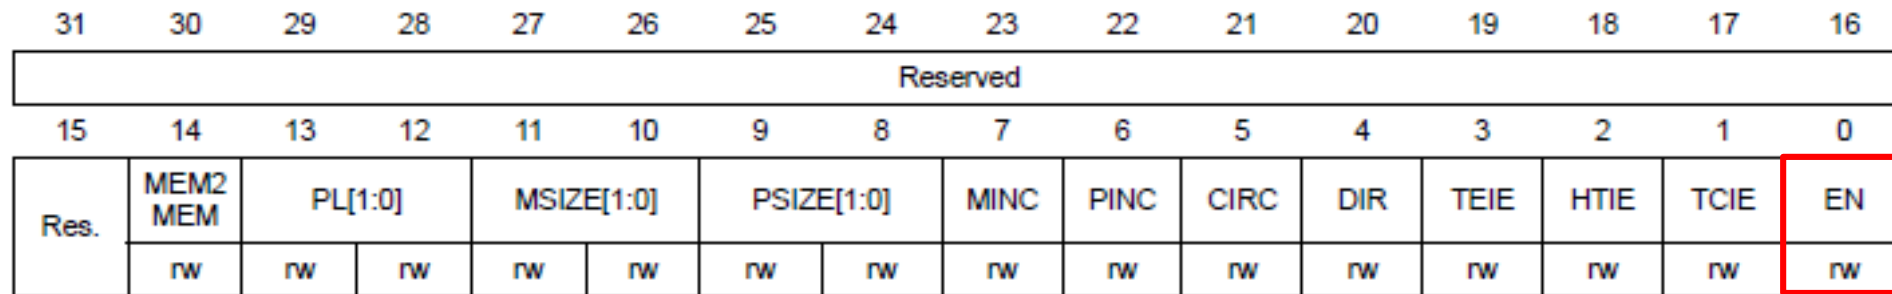 31 30 29 28 27 26 25 24 23 22 21 20 19 18 17 16
Reserved
15 14 13 12 11 10 9 8 7 6 5 4 3 2 1 0
Res. MEM2 MEM PL[1:0] MSIZE[1:0] PSIZE[1:0] MINC PINC CIRC DIR TEIE HTIE TCIE EN
rw rw rw rw rw rw rw rw rw rw rw rw rw rw rw